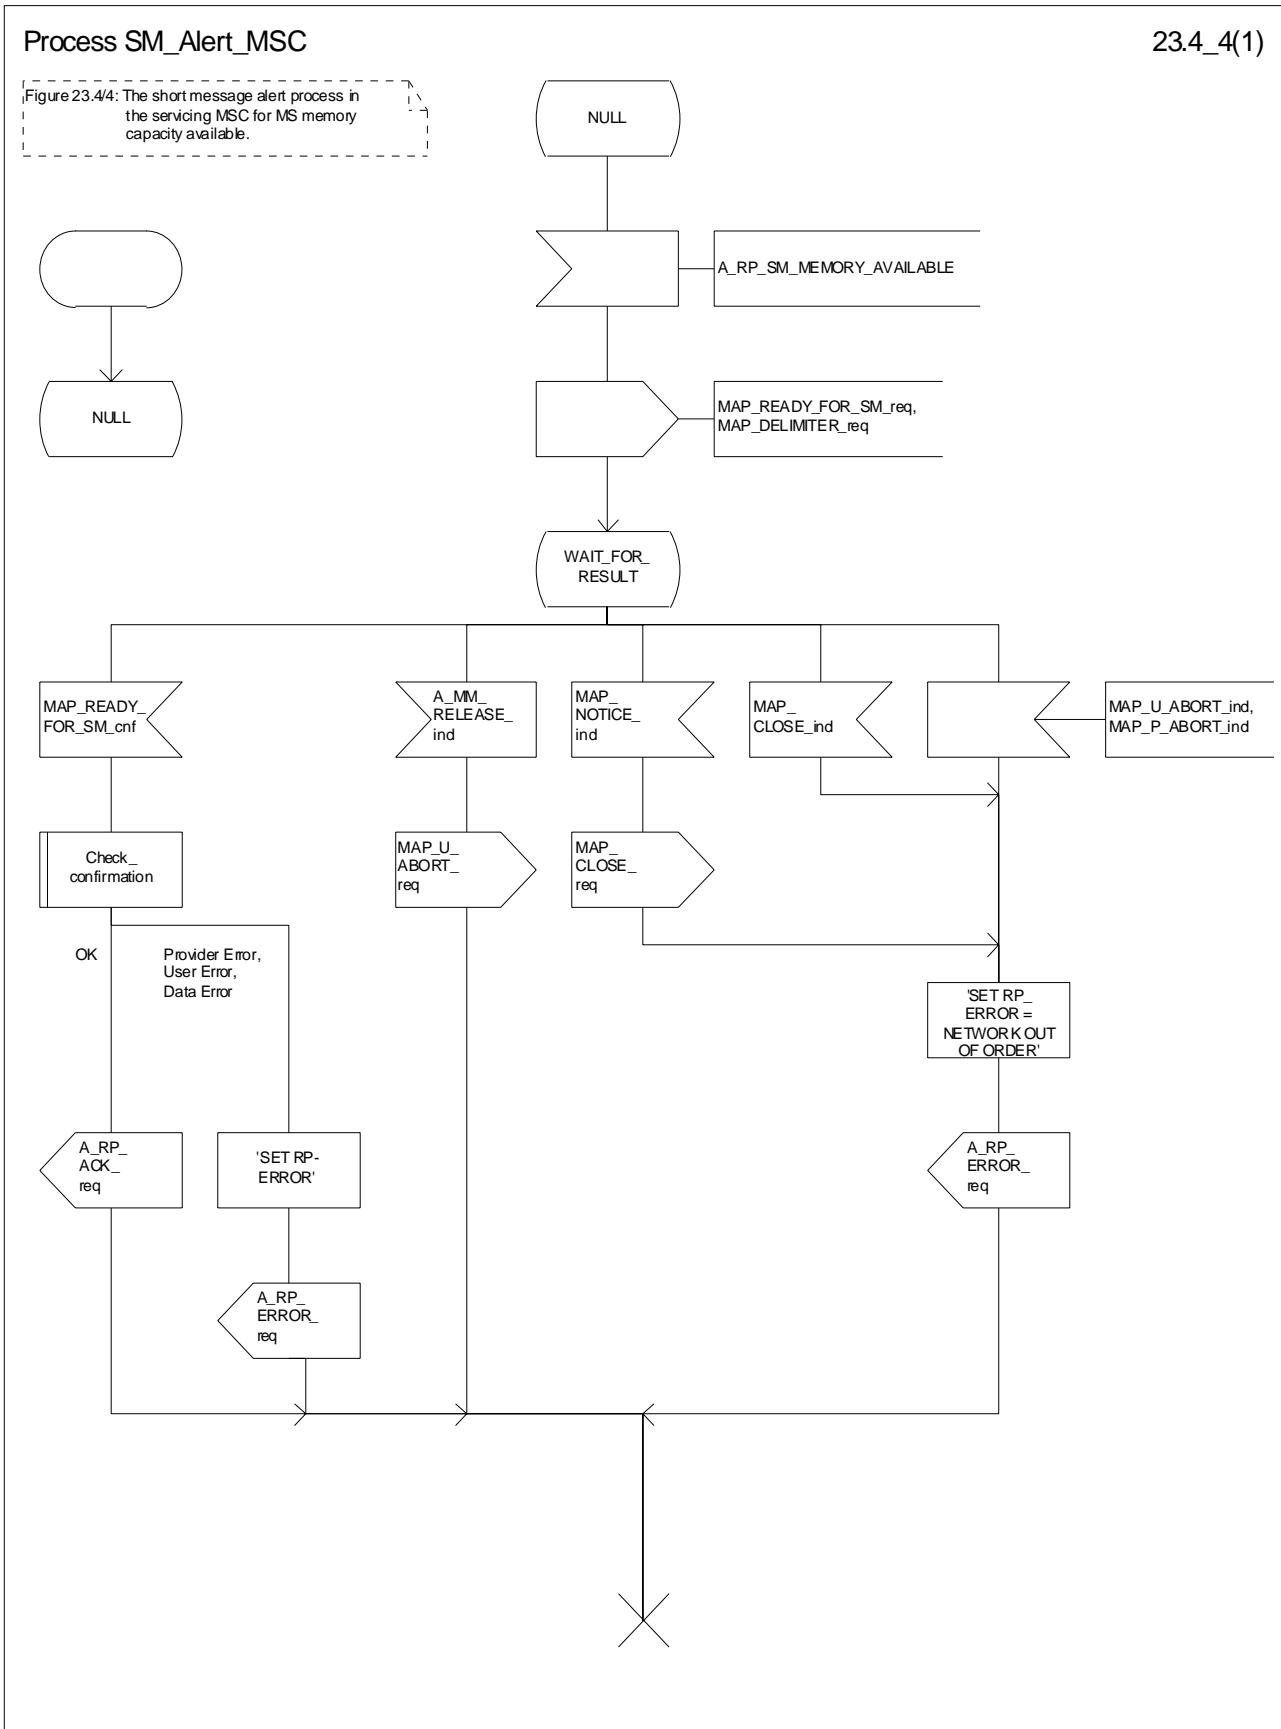 Process SM_Alert_MSC
23.4_4(1)
Figure 23.4/4: The short message alert process in
the servicing MSC for MS memory
capacity available.
NULL
A_RP_SM_MEMORY_AVAILABLE
NULL
MAP_READY_FOR_SM_req,
MAP_DELIMITER_req
WAIT_FOR_
RESULT
MAP_READY_
FOR_SM_cnf
A_MM_
RELEASE_
ind
MAP_
NOTICE_
ind
MAP_
CLOSE_ind
MAP_U_ABORT_ind,
MAP_P_ABORT_ind
Check_
confirmation
MAP_U_
ABORT_
req
MAP_
CLOSE_
req
OK
Provider Error,
User Error,
Data Error
'SET RP_
ERROR =
NETWORK OUT
OF ORDER'
A_RP_
ACK_
req
'SET RP-
ERROR'
A_RP_
ERROR_
req
A_RP_
ERROR_
req